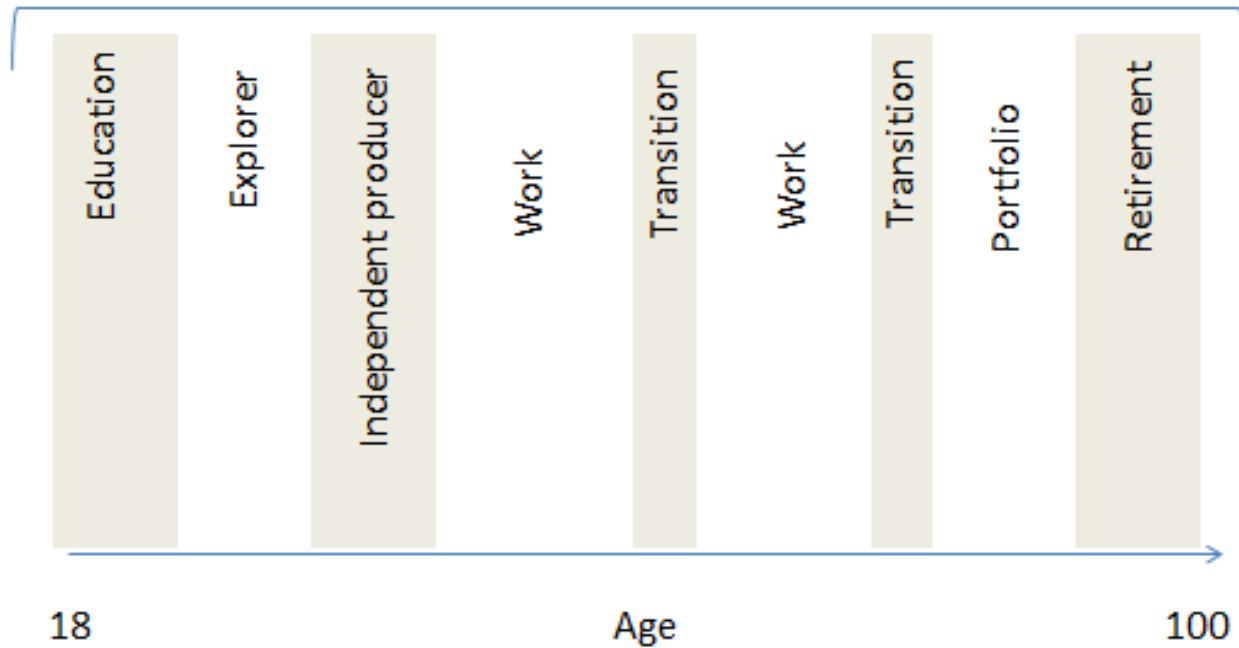 Education
Explorer
Independent producer
Work
Transition
Work
Transition
Portfolio
Retirement
18
Age
100